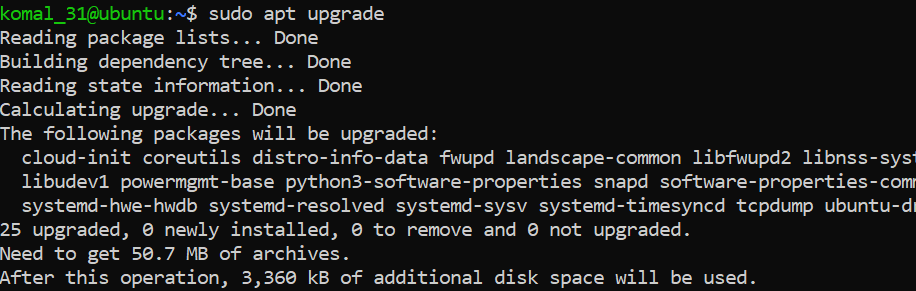 komal_31@ubuntu:~$ sudo apt upgrade
Reading package lists... Done
Building dependency tree... Done
Reading state information... Done
Calculating upgrade... Done
The following packages will be upgraded:
cloud-init coreutils distro-info-data fwupd landscape-common libfwupd2 libnss-syst
libudev1 powermgmt-base python3-software-properties snapd software-properties-comm
systemd-hwe-hwdb systemd-resolved systemd-sysv systemd-timesyncd tcpdump ubuntu-dr
25 upgraded, 0 newly installed, 0 to remove and 0 not upgraded.
Need to get 50.7 MB of archives.
After this operation, 3,360 kB of additional disk space will be used.